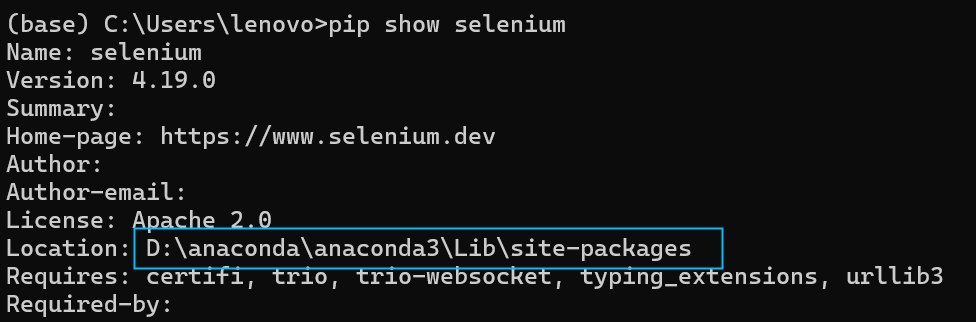 (base) C:\Users\lenovo>pip show selenium
Name: selenium
Version: 4.19.0
Summary:
Home-page: https://www.selenium.dev
Author:
Author-email:
License: Apache 2.0
Location: D:\anaconda\anaconda3\Lib\site-packages
Requires: certifi, trio, trio-websocket, typing_extensions, urllib3
Required-by: